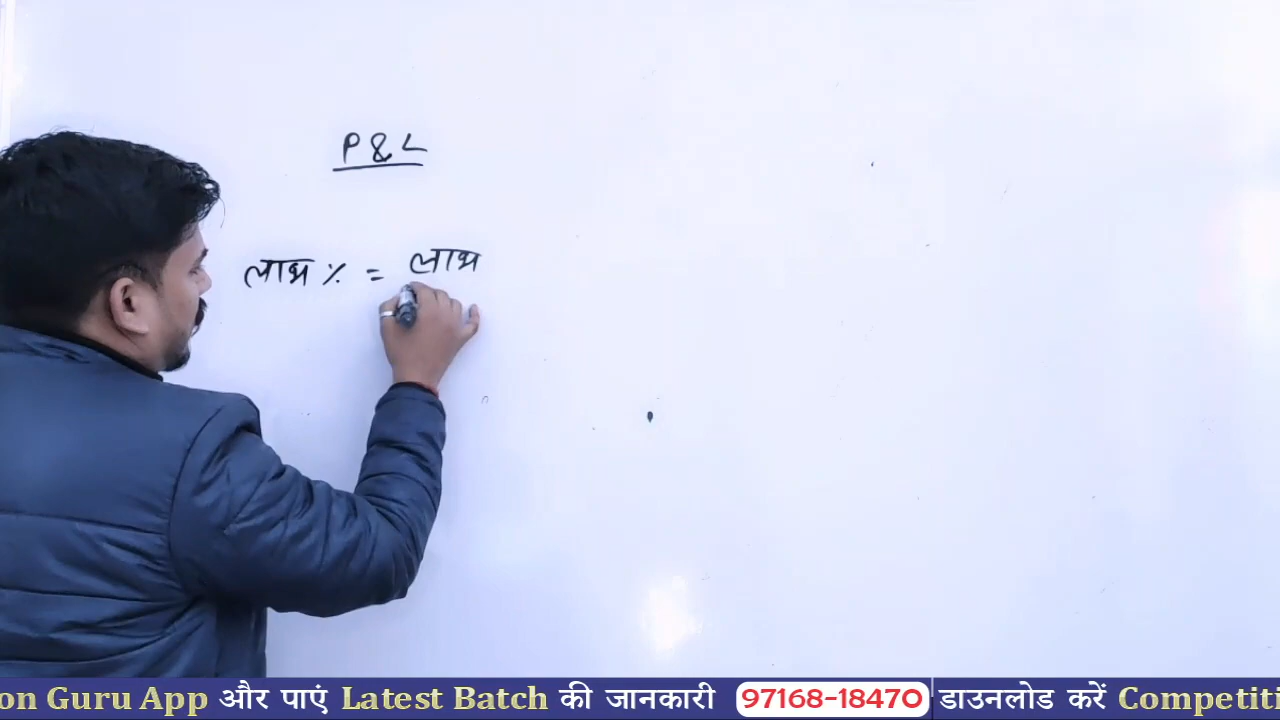 P & L
लाभ % = लाभ
on Guru App और पाएं Latest Batch की जानकारी 97168-18470 डाउनलोड करें Competiti